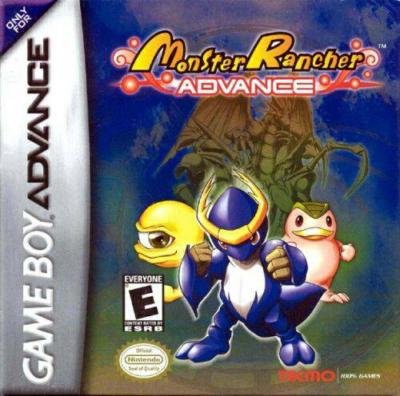 ONLY FOR
GAME BOY ADVANCE
Monster Rancher
TM
ADVANCE
EVERYONE
E
CONTENT RATED BY
ESRB
Official
Nintendo
Seal of Quality
TECMO 100% GAMES